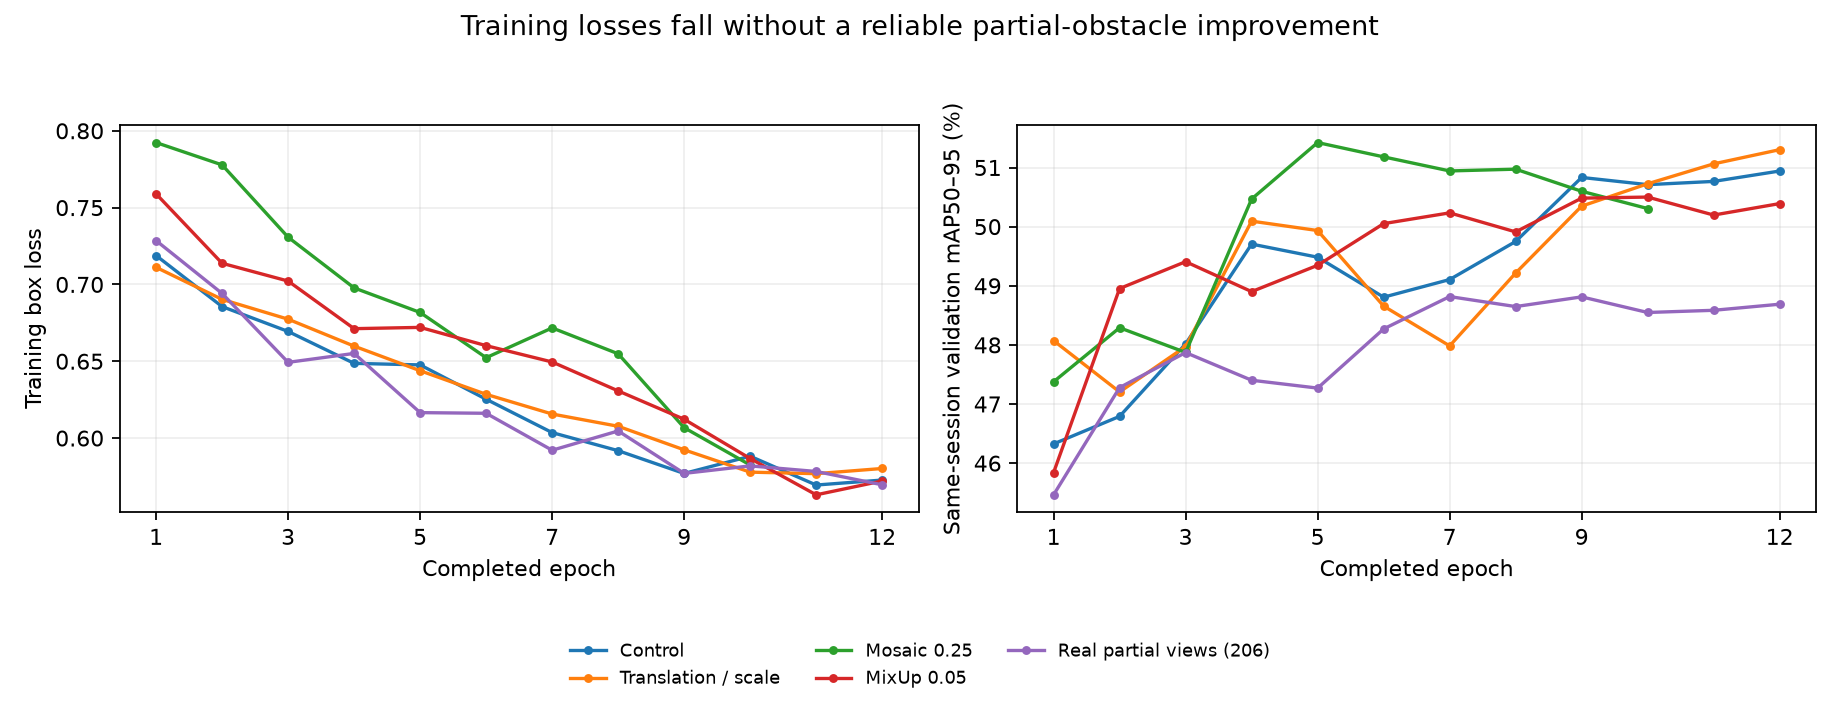 Training losses fall without a reliable partial-obstacle improvement
Training box loss
0.80
0.75
0.70
0.65
0.60
1 3 5 7 9 12
Completed epoch
Same-session validation mAP50–95 (%)
51
50
49
48
47
46
1 3 5 7 9 12
Completed epoch
Control
Translation / scale
Mosaic 0.25
MixUp 0.05
Real partial views (206)